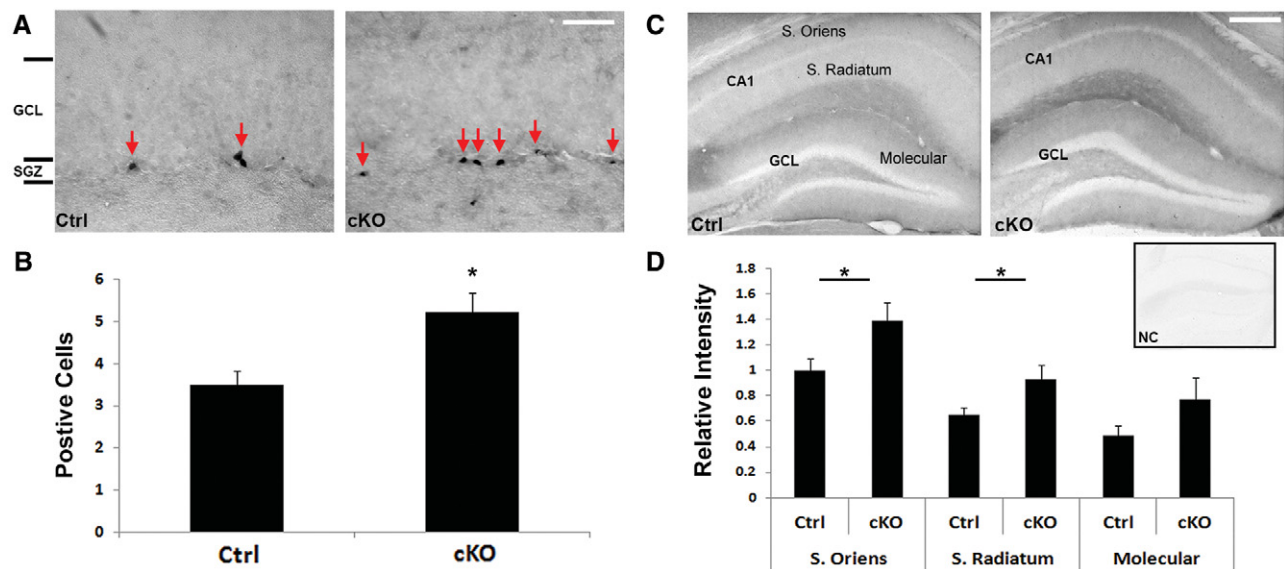 A
GCL
SGZ
Ctrl
cKO
B
Postive Cells
6
5
4
3
2
1
0
*
Ctrl
cKO
C
S. Oriens
CA1
S. Radiatum
GCL
Molecular
Ctrl
CA1
GCL
cKO
D
Relative Intensity
1.8
1.6
1.4
1.2
1
0.8
0.6
0.4
0.2
0
*
*
NC
Ctrl
cKO
Ctrl
cKO
Ctrl
cKO
S. Oriens
S. Radiatum
Molecular